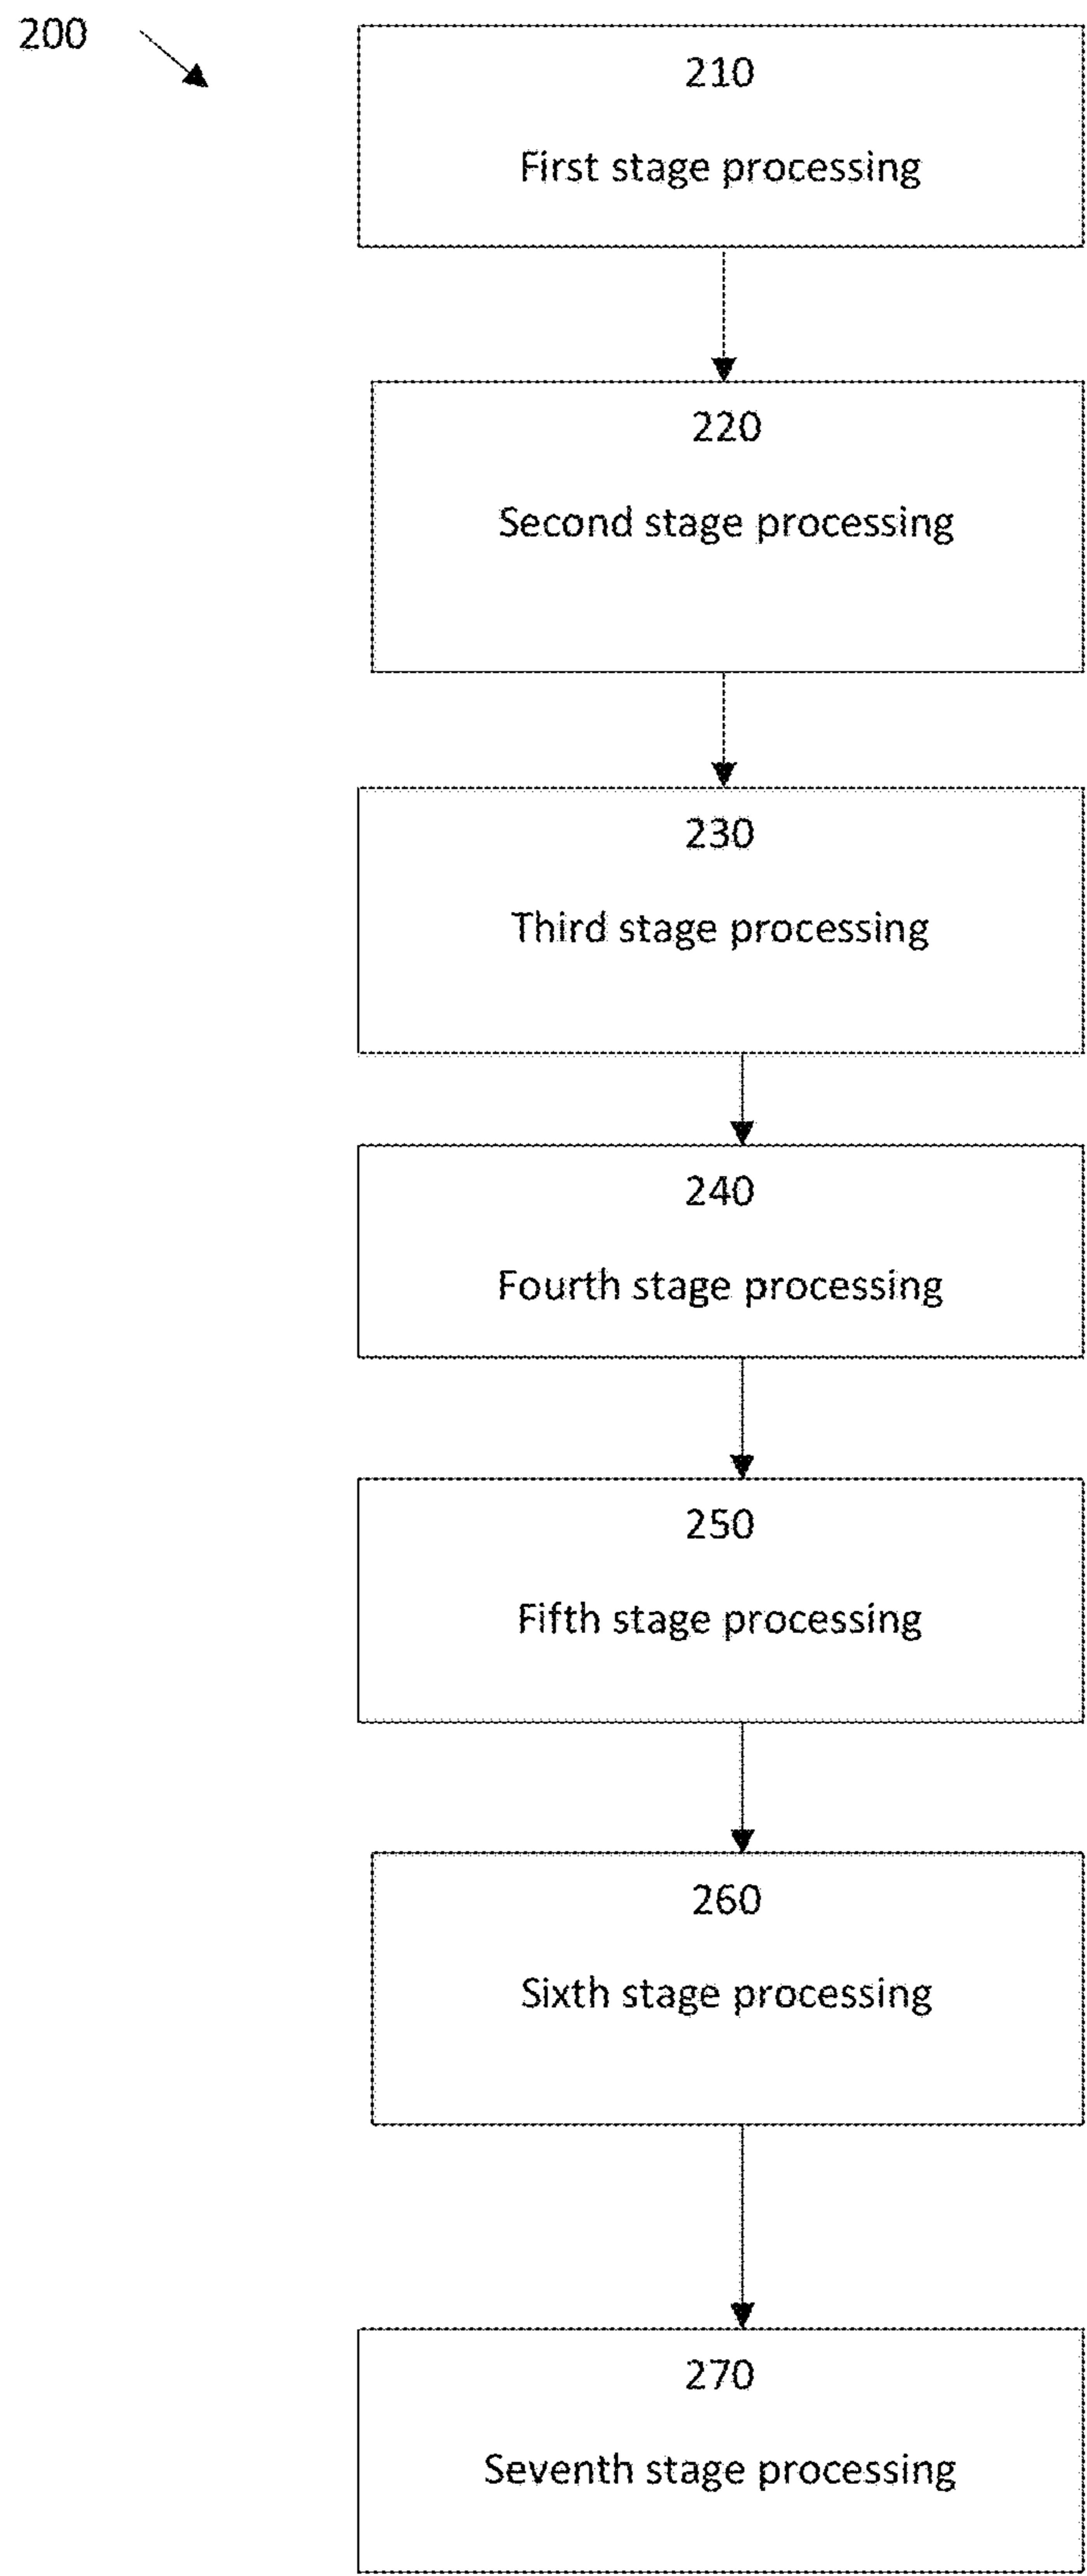 200
210
First stage processing
220
Second stage processing
230
Third stage processing
240
Fourth stage processing
250
Fifth stage processing
260
Sixth stage processing
270
Seventh stage processing